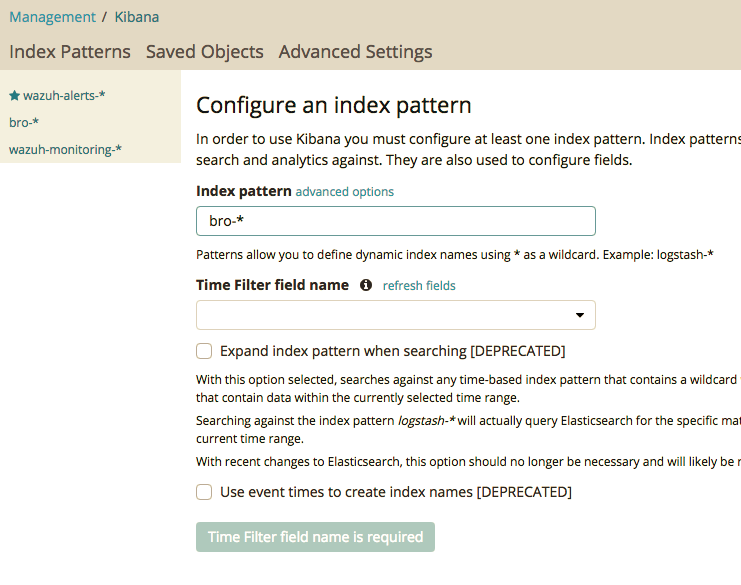 Management / Kibana
Index Patterns Saved Objects Advanced Settings
wazuh-alerts-*
bro-*
wazuh-monitoring-*
Configure an index pattern
In order to use Kibana you must configure at least one index pattern. Index patterns
search and analytics against. They are also used to configure fields.
Index pattern advanced options
bro-*
Patterns allow you to define dynamic index names using * as a wildcard. Example: logstash-*
Time Filter field name refresh fields
Expand index pattern when searching [DEPRECATED]
With this option selected, searches against any time-based index pattern that contains a wildcard
that contain data within the currently selected time range.
Searching against the index pattern logstash-* will actually query Elasticsearch for the specific mat
current time range.
With recent changes to Elasticsearch, this option should no longer be necessary and will likely be
Use event times to create index names [DEPRECATED]
Time Filter field name is required